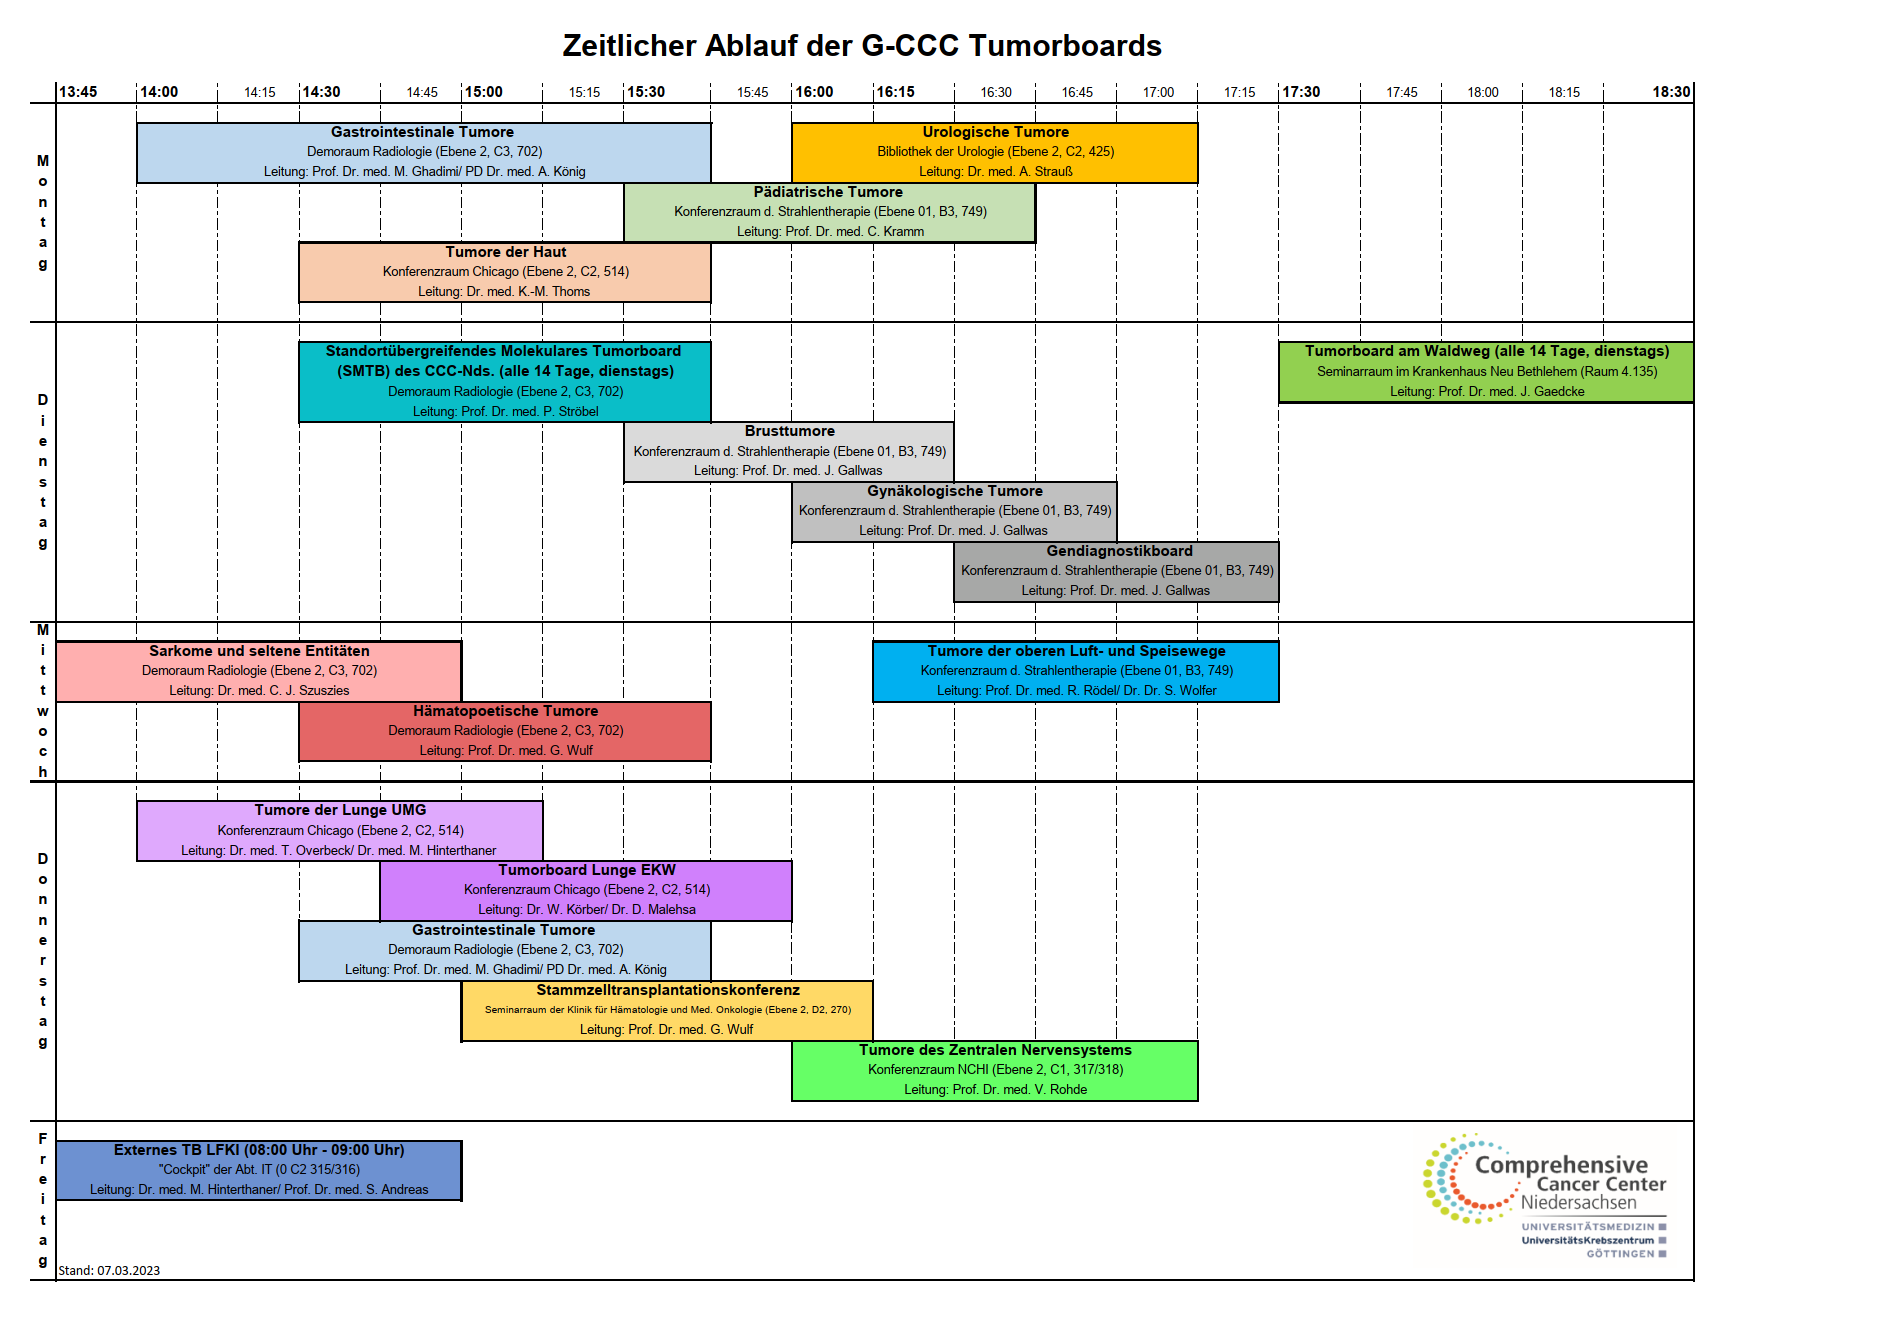 Zeitlicher Ablauf der G-CCC Tumorboards
13:45 14:00 14:15 14:30 14:45 15:00 15:15 15:30 15:45 16:00 16:15 16:30 16:45 17:00 17:15 17:30 17:45 18:00 18:15 18:30
Montag
Gastrointestinale Tumore
Demoraum Radiologie (Ebene 2, C3, 702)
Leitung: Prof. Dr. med. M. Ghadimi/ PD Dr. med. A. König
Urologische Tumore
Bibliothek der Urologie (Ebene 2, C2, 425)
Leitung: Dr. med. A. Strauß
Pädiatrische Tumore
Konferenzraum d. Strahlentherapie (Ebene 01, B3, 749)
Leitung: Prof. Dr. med. C. Kramm
Tumore der Haut
Konferenzraum Chicago (Ebene 2, C2, 514)
Leitung: Dr. med. K.-M. Thoms
Dienstag
Standortübergreifendes Molekulares Tumorboard
(SMTB) des CCC-Nds. (alle 14 Tage, dienstags)
Demoraum Radiologie (Ebene 2, C3, 702)
Leitung: Prof. Dr. med. P. Ströbel
Tumorboard am Waldweg (alle 14 Tage, dienstags)
Seminarraum im Krankenhaus Neu Bethlehem (Raum 4.135)
Leitung: Prof. Dr. med. J. Gaedcke
Brusttumore
Konferenzraum d. Strahlentherapie (Ebene 01, B3, 749)
Leitung: Prof. Dr. med. J. Gallwas
Gynäkologische Tumore
Konferenzraum d. Strahlentherapie (Ebene 01, B3, 749)
Leitung: Prof. Dr. med. J. Gallwas
Gendiagnostikboard
Konferenzraum d. Strahlentherapie (Ebene 01, B3, 749)
Leitung: Prof. Dr. med. J. Gallwas
Mittwoch
Sarkome und seltene Entitäten
Demoraum Radiologie (Ebene 2, C3, 702)
Leitung: Dr. med. C. J. Szuszies
Tumore der oberen Luft- und Speisewege
Konferenzraum d. Strahlentherapie (Ebene 01, B3, 749)
Leitung: Prof. Dr. med. R. Rödel/ Dr. Dr. S. Wolfer
Hämatopoetische Tumore
Demoraum Radiologie (Ebene 2, C3, 702)
Leitung: Prof. Dr. med. G. Wulf
Donnerstag
Tumore der Lunge UMG
Konferenzraum Chicago (Ebene 2, C2, 514)
Leitung: Dr. med. T. Overbeck/ Dr. med. M. Hinterthaner
Tumorboard Lunge EKW
Konferenzraum Chicago (Ebene 2, C2, 514)
Leitung: Dr. W. Körber/ Dr. D. Malehsa
Gastrointestinale Tumore
Demoraum Radiologie (Ebene 2, C3, 702)
Leitung: Prof. Dr. med. M. Ghadimi/ PD Dr. med. A. König
Stammzelltransplantationskonferenz
Seminarraum der Klinik für Hämatologie und Med. Onkologie (Ebene 2, D2, 270)
Leitung: Prof. Dr. med. G. Wulf
Tumore des Zentralen Nervensystems
Konferenzraum NCHI (Ebene 2, C1, 317/318)
Leitung: Prof. Dr. med. V. Rohde
Freitag
Externes TB LFKI (08:00 Uhr - 09:00 Uhr)
"Cockpit" der Abt. IT (0 C2 315/316)
Leitung: Dr. med. M. Hinterthaner/ Prof. Dr. med. S. Andreas
Comprehensive
Cancer Center
Niedersachsen
UNIVERSITÄTSMEDIZIN
UniversitätsKrebszentrum
GÖTTINGEN
Stand: 07.03.2023